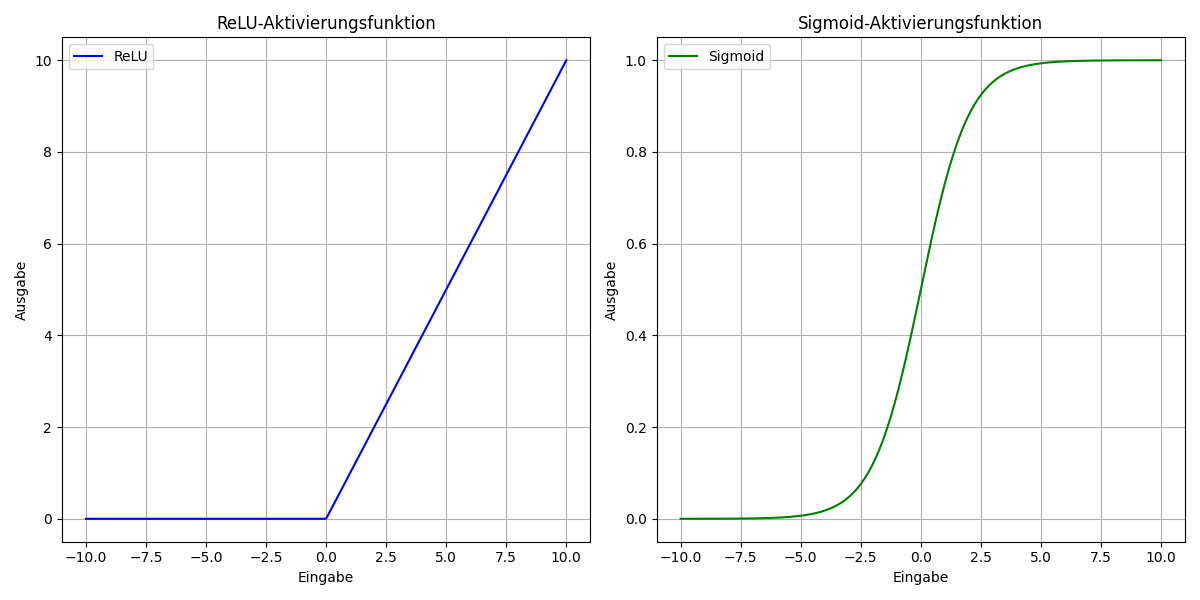 ReLU-Aktivierungsfunktion
ReLU
10
8
6
4
2
0
Ausgabe
−10.0 −7.5 −5.0 −2.5 0.0 2.5 5.0 7.5 10.0
Eingabe
Sigmoid-Aktivierungsfunktion
Sigmoid
1.0
0.8
0.6
0.4
0.2
0.0
Ausgabe
−10.0 −7.5 −5.0 −2.5 0.0 2.5 5.0 7.5 10.0
Eingabe